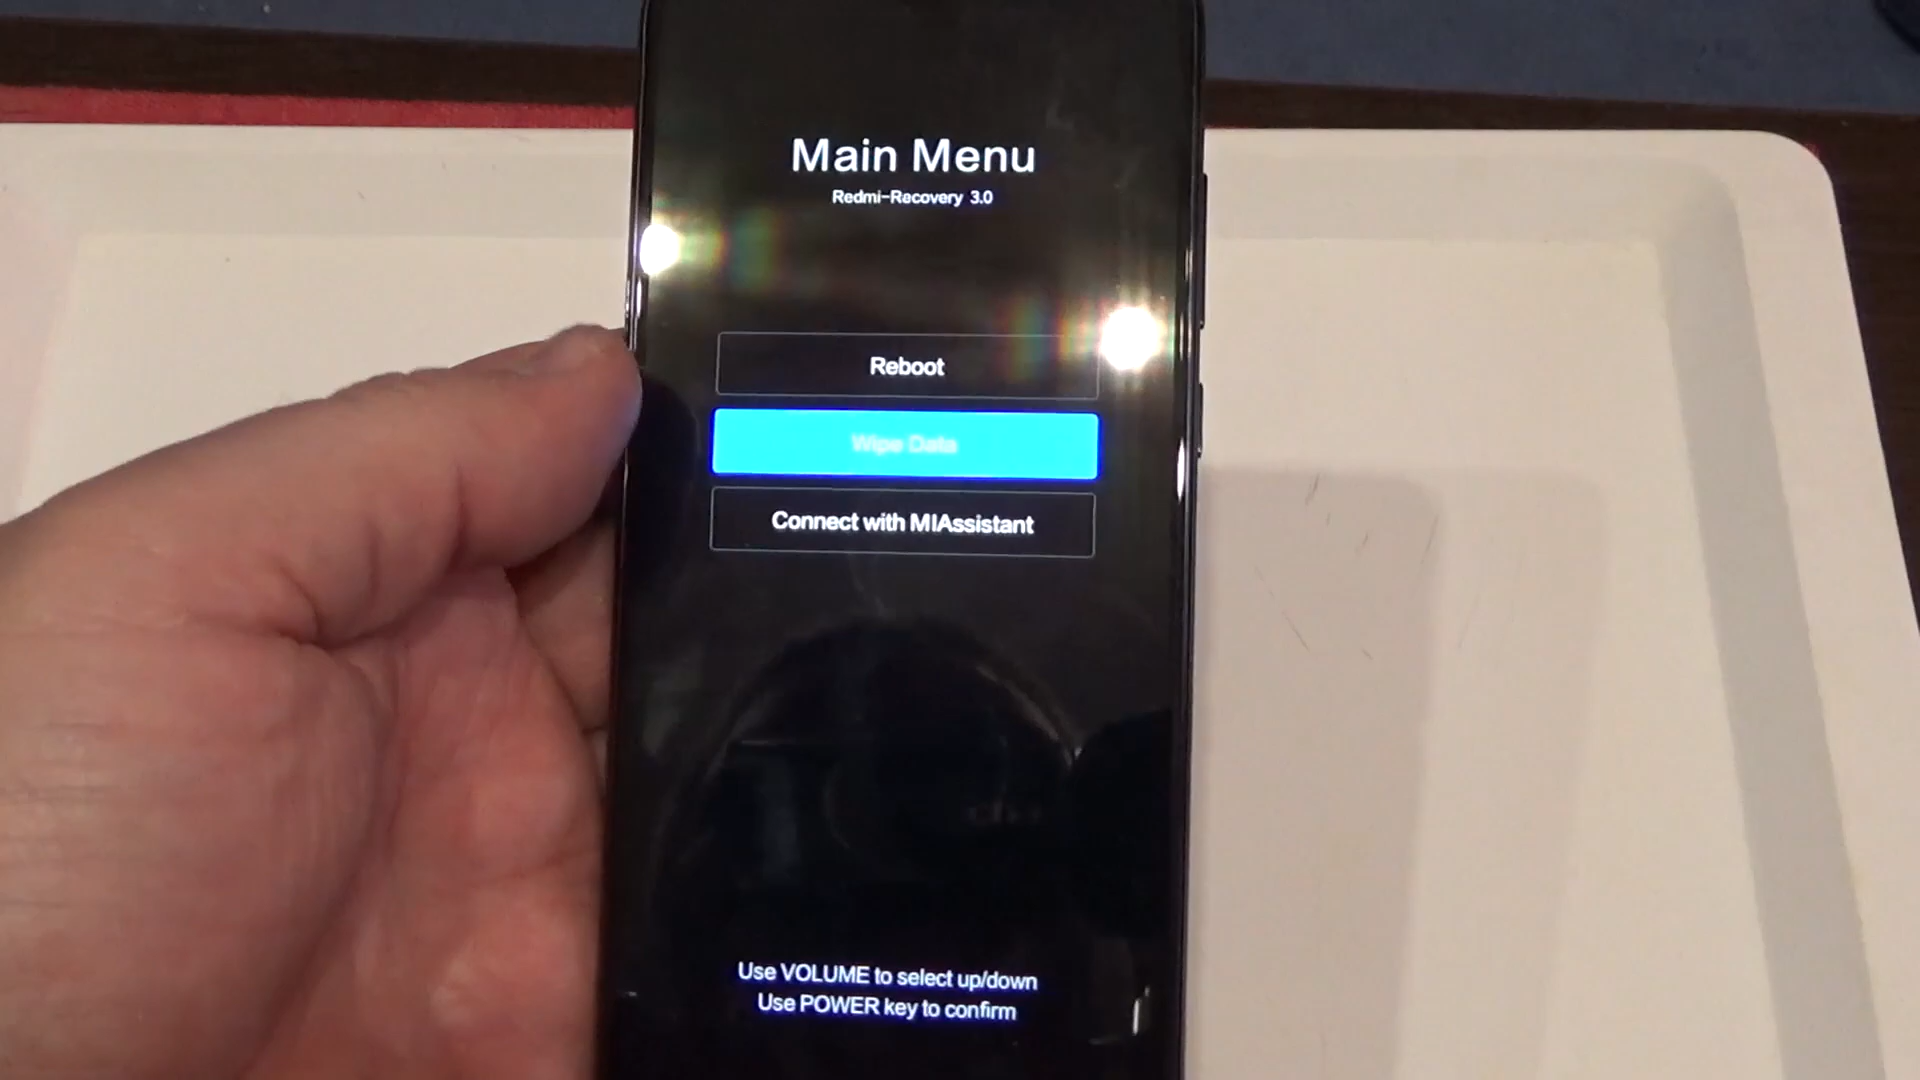 Main Menu
Redmi-Recovery 3.0
Reboot
Wipe Data
Connect with MIAssistant
Use VOLUME to select up/down
Use POWER key to confirm